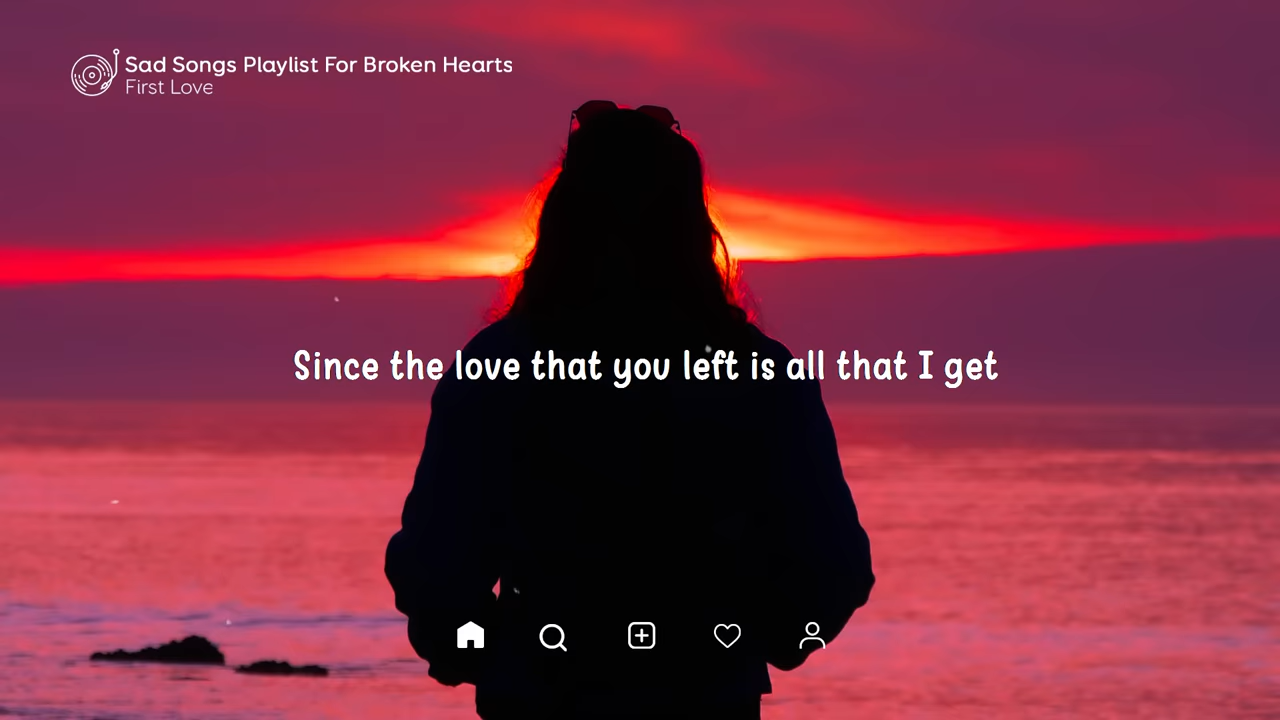 Sad Songs Playlist For Broken Hearts
First Love
Since the love that you left is all that I get